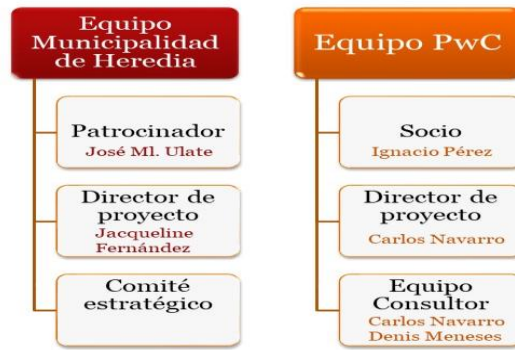 Equipo
Municipalidad
de Heredia
Patrocinador
José Ml. Ulate
Director de
proyecto
Jacqueline
Fernández
Comité
estratégico
Equipo PwC
Socio
Ignacio Pérez
Director de
proyecto
Carlos Navarro
Equipo
Consultor
Carlos Navarro
Denis Meneses